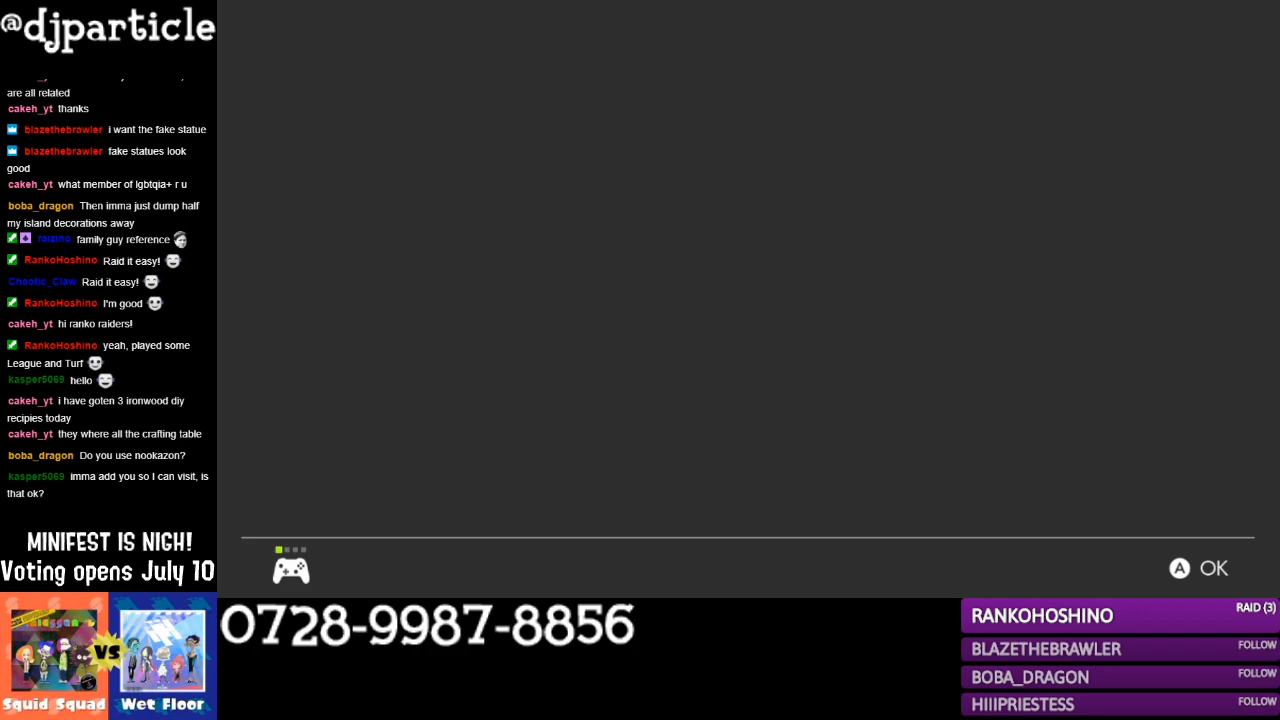 @djparticle
are all related
cakeh_yt thanks
blazethebrawler i want the fake statue
blazethebrawler fake statues look
good
cakeh_yt what member of lgbtqia+ r u
boba_dragon Then imma just dump half
my island decorations away
raizino family guy reference
RankoHoshino Raid it easy!
Chaotic_Claw Raid it easy!
RankoHoshino I'm good
cakeh_yt hi ranko raiders!
RankoHoshino yeah, played some
League and Turf
kasper5069 hello
cakeh_yt i have goten 3 ironwood diy
recipies today
cakeh_yt they where all the crafting table
boba_dragon Do you use nookazon?
kasper5069 imma add you so I can visit, is
that ok?
MINIFEST IS NIGH!
Voting opens July 10
VS
Squid Squad
Wet Floor
A OK
0728-9987-8856
RANKOHOSHINO RAID (3)
BLAZETHEBRAWLER FOLLOW
BOBA_DRAGON FOLLOW
HIIIPRIESTESS FOLLOW